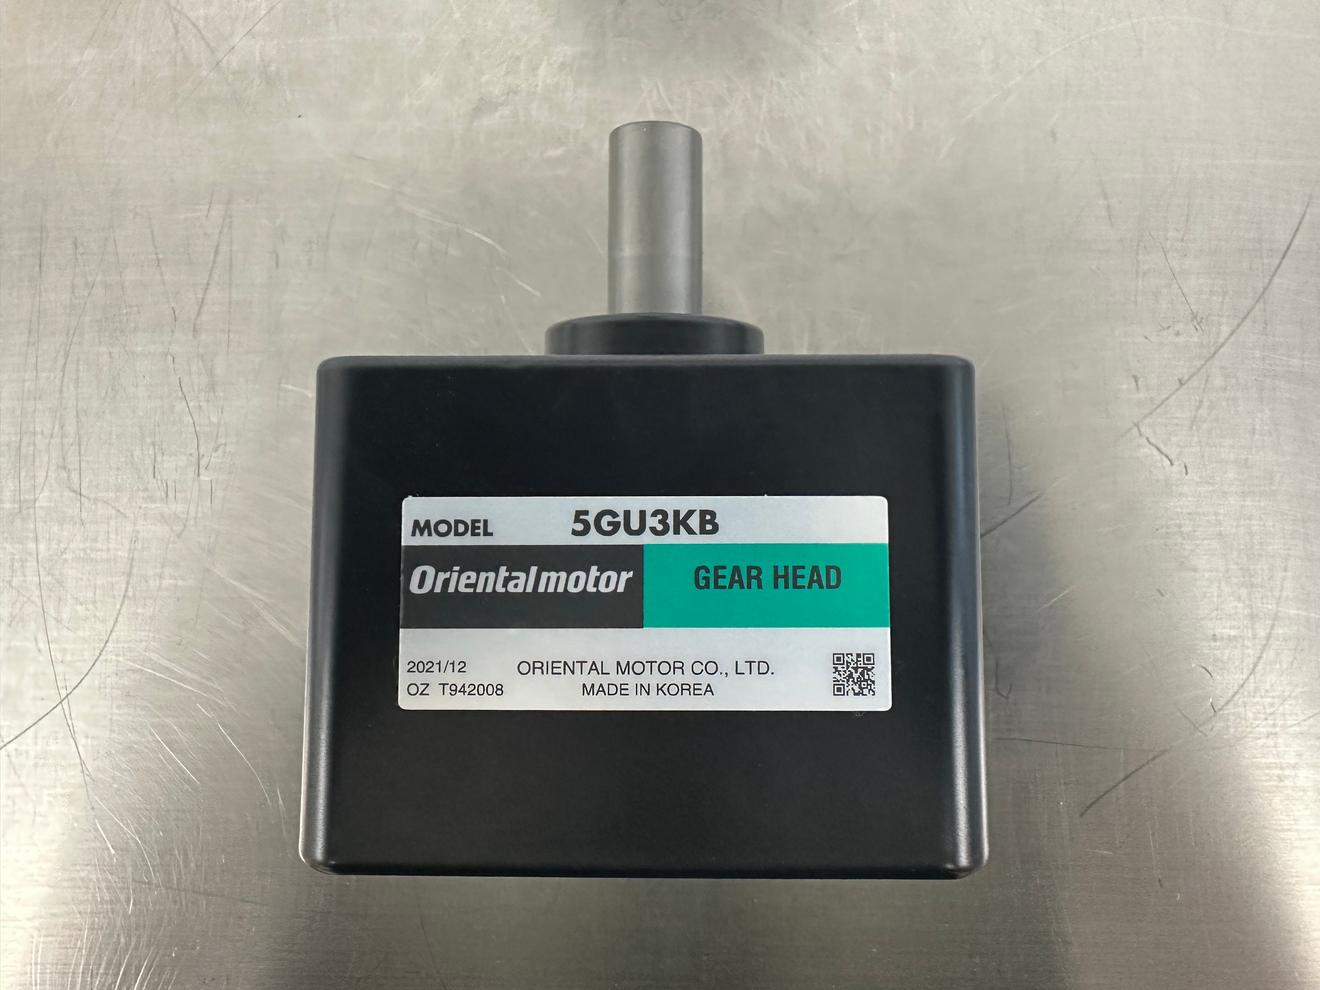 MODEL 5GU3KB
Orientalmotor GEAR HEAD
2021/12 ORIENTAL MOTOR CO., LTD.
OZ T942008 MADE IN KOREA